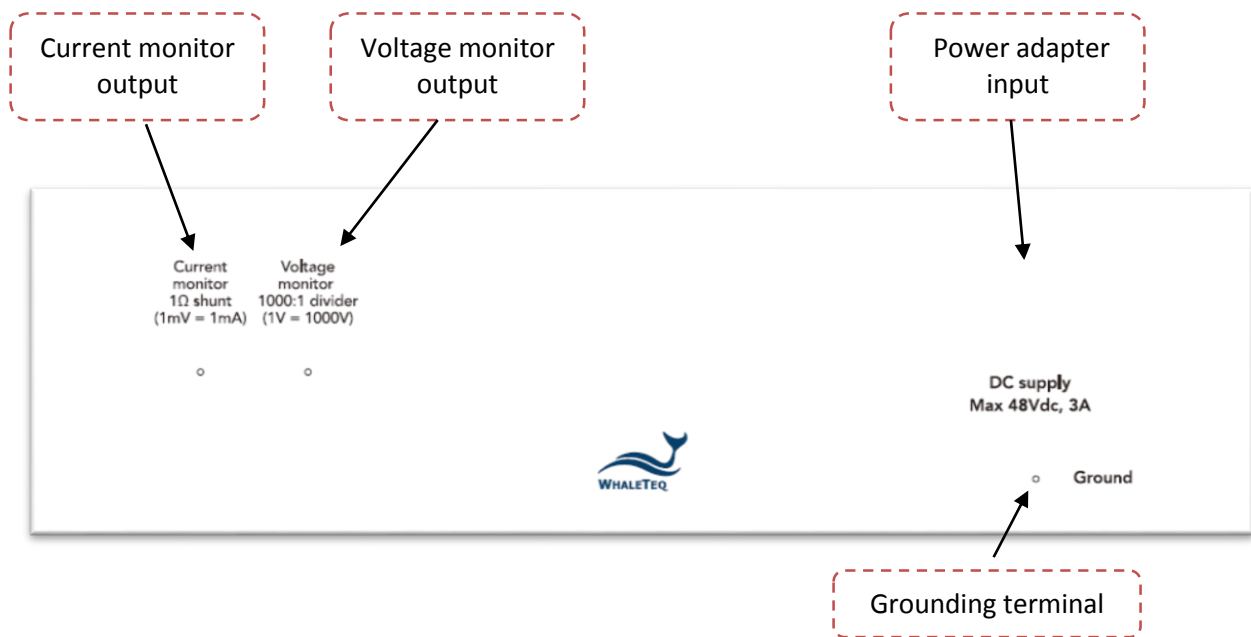 Current monitor
output
Voltage monitor
output
Power adapter
input
Current
monitor
1Ω shunt
(1mV = 1mA)
Voltage
monitor
1000:1 divider
(1V = 1000V)
DC supply
Max 48Vdc, 3A
WHALETEQ
Ground
Grounding terminal